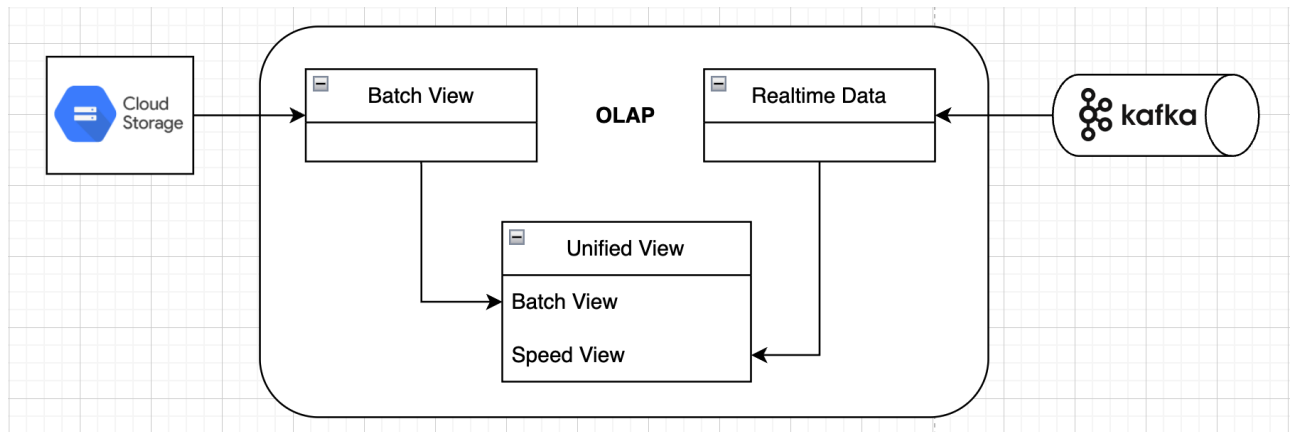 Cloud
Storage
Batch View
OLAP
Realtime Data
kafka
Unified View
Batch View
Speed View